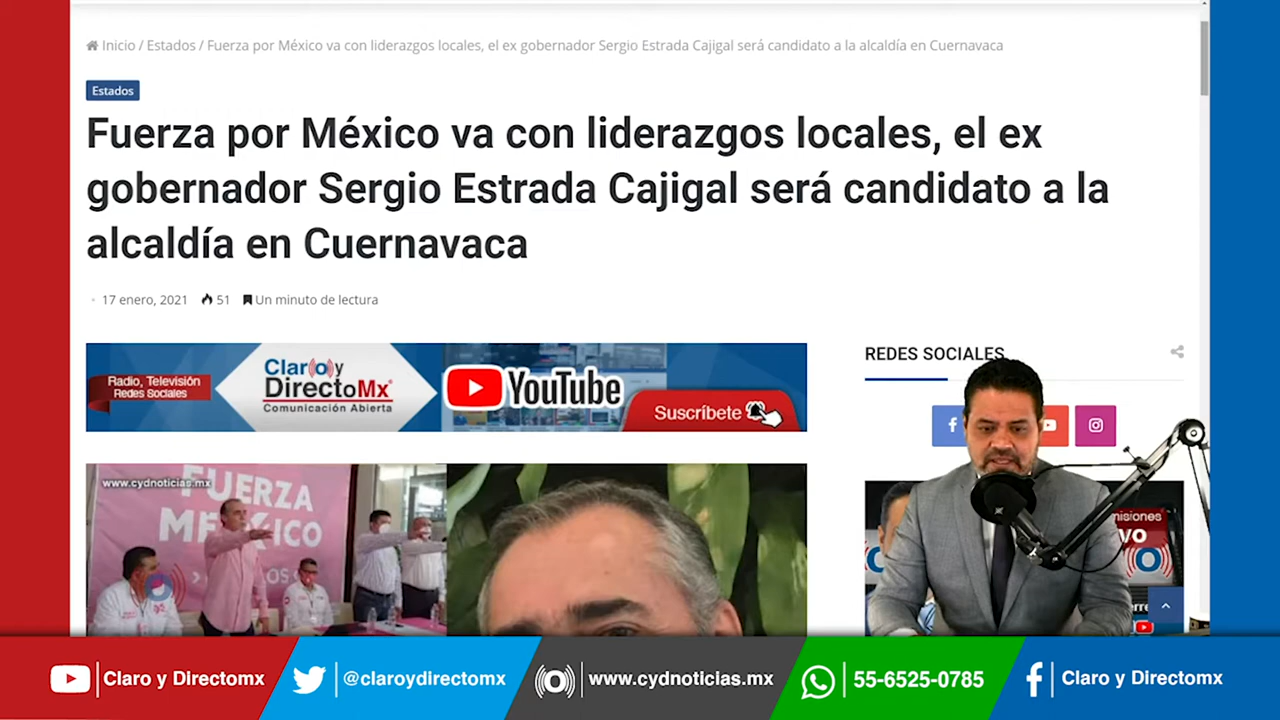 Inicio / Estados / Fuerza por México va con liderazgos locales, el ex gobernador Sergio Estrada Cajigal será candidato a la alcaldía en Cuernavaca
Estados
Fuerza por México va con liderazgos locales, el ex
gobernador Sergio Estrada Cajigal será candidato a la
alcaldía en Cuernavaca
17 enero, 2021 51 Un minuto de lectura
Radio, Televisión
Redes Sociales
Claro y
DirectoMx
Comunicación Abierta
YouTube
Suscríbete
REDES SOCIALES
www.cydnoticias.mx
FUERZA
MÉXICO
misiones
VO
Claro y Directomx
@claroydirectomx
www.cydnoticias.mx
55-6525-0785
Claro y Directomx